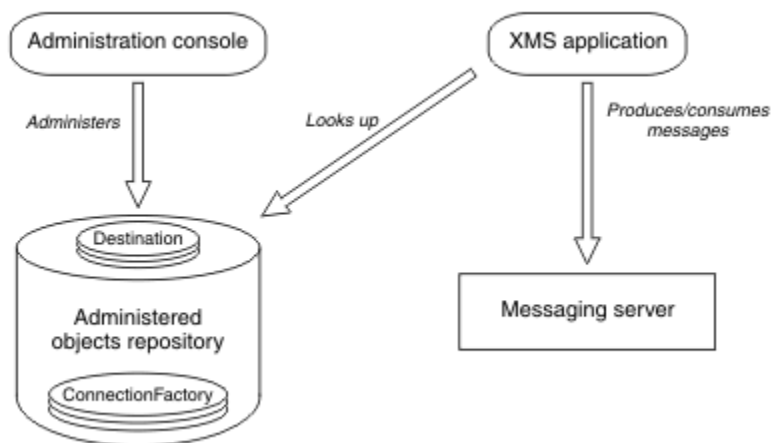 Administration console
XMS application
Administers
Looks up
Produces/consumes
messages
Destination
Administered
objects repository
ConnectionFactory
Messaging server